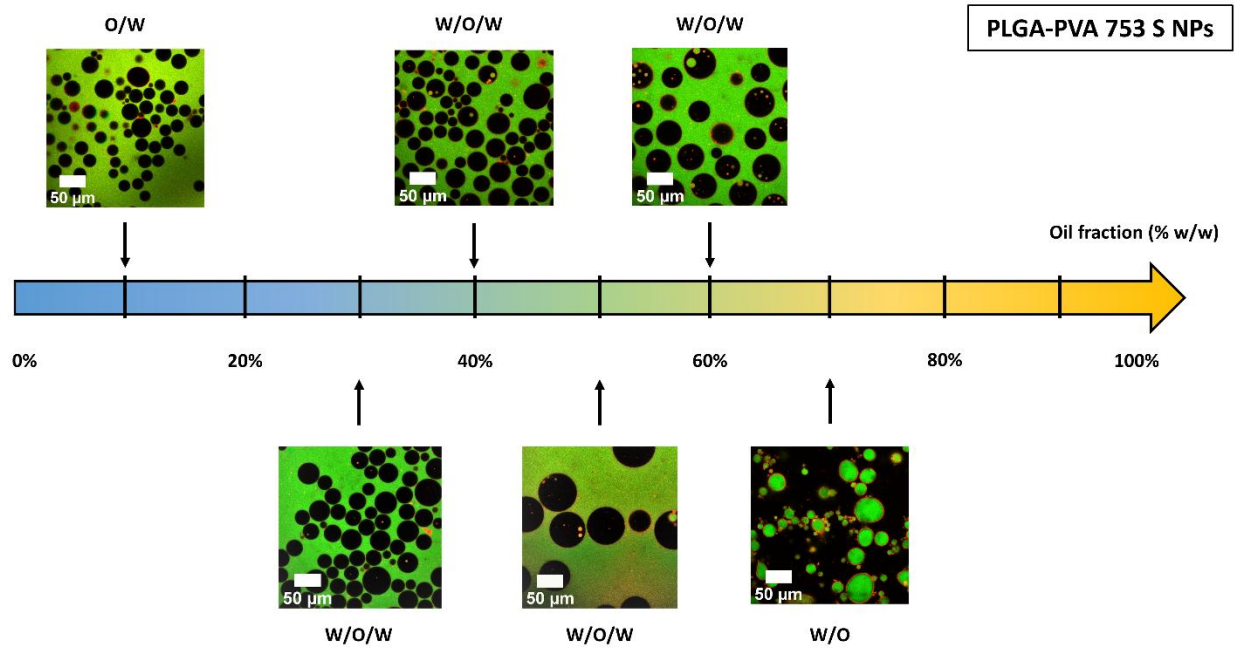 O/W
W/O/W
W/O/W
PLGA-PVA 753 S NPs
50 µm
50 µm
50 µm
Oil fraction (% w/w)
0%
20%
40%
60%
80%
100%
50 µm
50 µm
50 µm
W/O/W
W/O/W
W/O